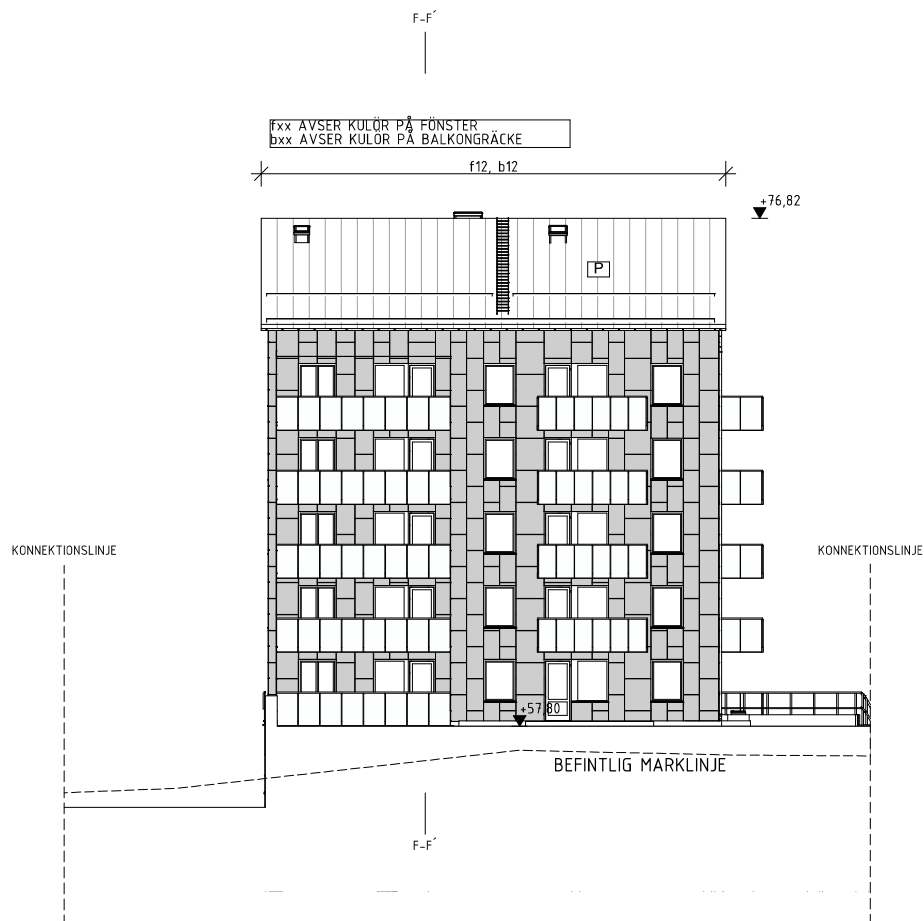 F-F´
fxx AVSER KULÖR PÅ FÖNSTER
bxx AVSER KULÖR PÅ BALKONGRÄCKE
f12, b12
+76,82
P
KONNEKTIONSLINJE
KONNEKTIONSLINJE
+57,80
BEFINTLIG MARKLINJE
F-F´